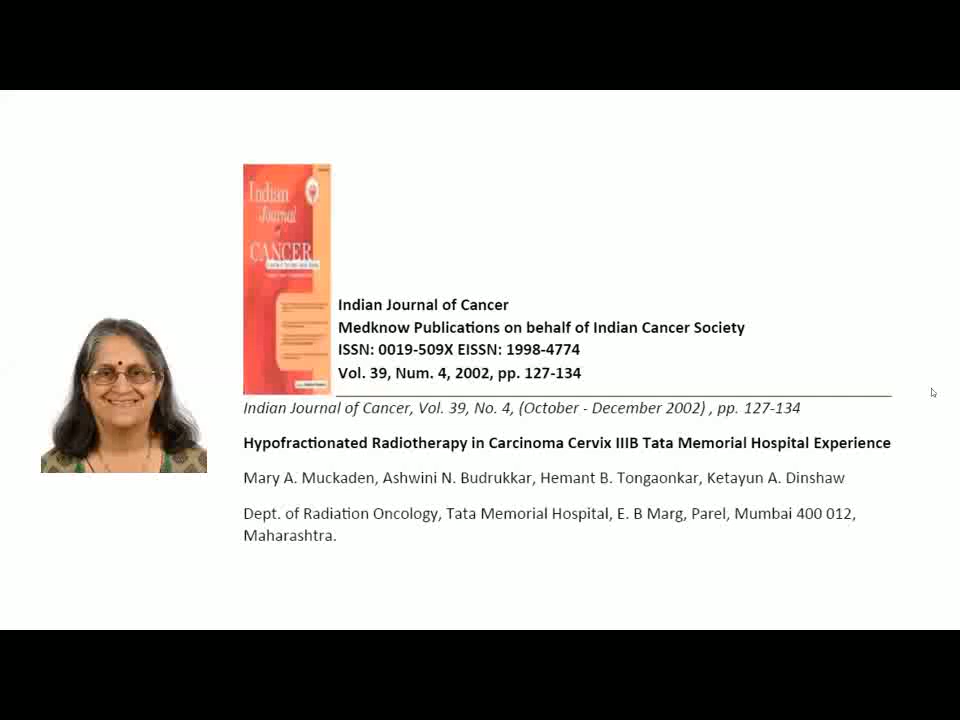 Indian
Journal
of
CANCER
Indian Journal of Cancer
Medknow Publications on behalf of Indian Cancer Society
ISSN: 0019-509X EISSN: 1998-4774
Vol. 39, Num. 4, 2002, pp. 127-134
Indian Journal of Cancer, Vol. 39, No. 4, (October - December 2002) , pp. 127-134
Hypofractionated Radiotherapy in Carcinoma Cervix IIIB Tata Memorial Hospital Experience
Mary A. Muckaden, Ashwini N. Budrukkar, Hemant B. Tongaonkar, Ketayun A. Dinshaw
Dept. of Radiation Oncology, Tata Memorial Hospital, E. B Marg, Parel, Mumbai 400 012,
Maharashtra.